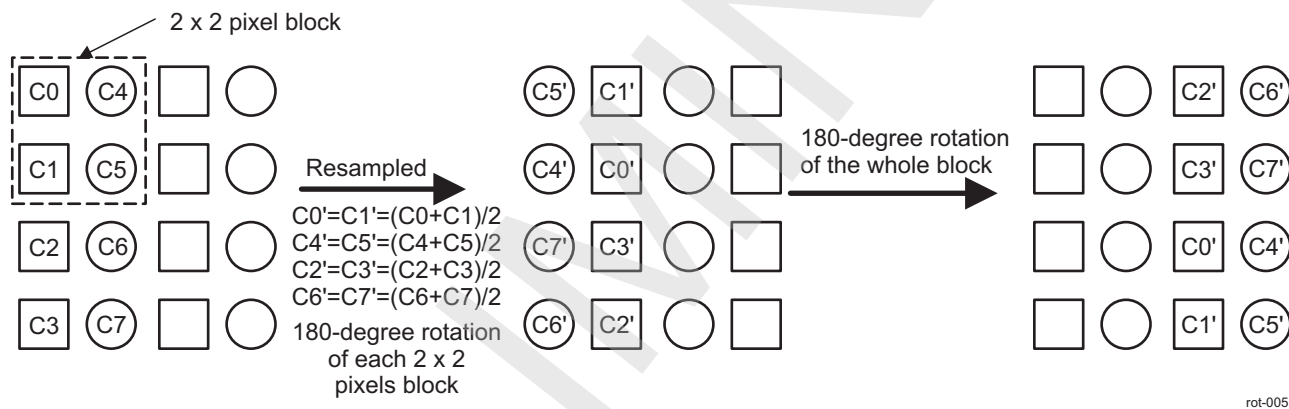 2 x 2 pixel block
C0 C4 C5' C1' C2' C6'
C1 C5 C4' C0' C3' C7'
C2 C6 C7' C3' C0' C4'
C3 C7 C6' C2' C1' C5'
Resampled
C0'=C1'=(C0+C1)/2
C4'=C5'=(C4+C5)/2
C2'=C3'=(C2+C3)/2
C6'=C7'=(C6+C7)/2
180-degree rotation
of each 2 x 2
pixels block
180-degree rotation
of the whole block
rot-005